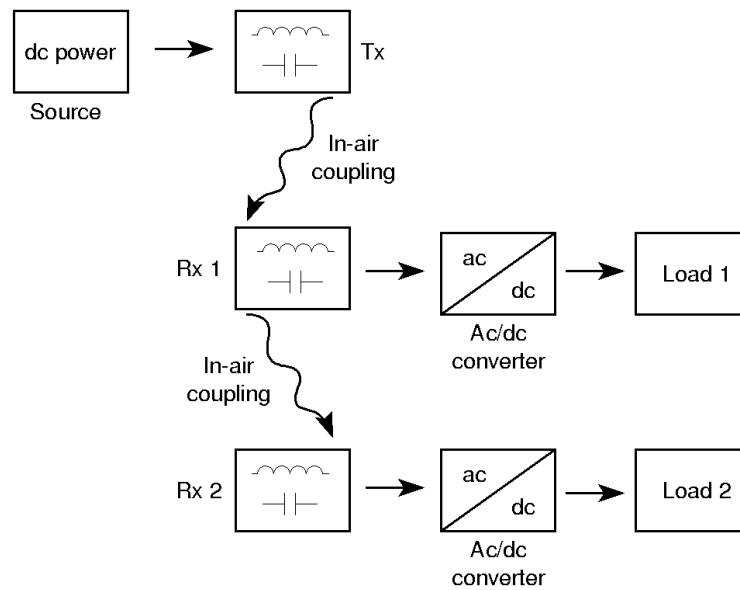 dc power
Source
Tx
In-air
coupling
Rx 1
ac
dc
Ac/dc
converter
Load 1
In-air
coupling
Rx 2
ac
dc
Ac/dc
converter
Load 2